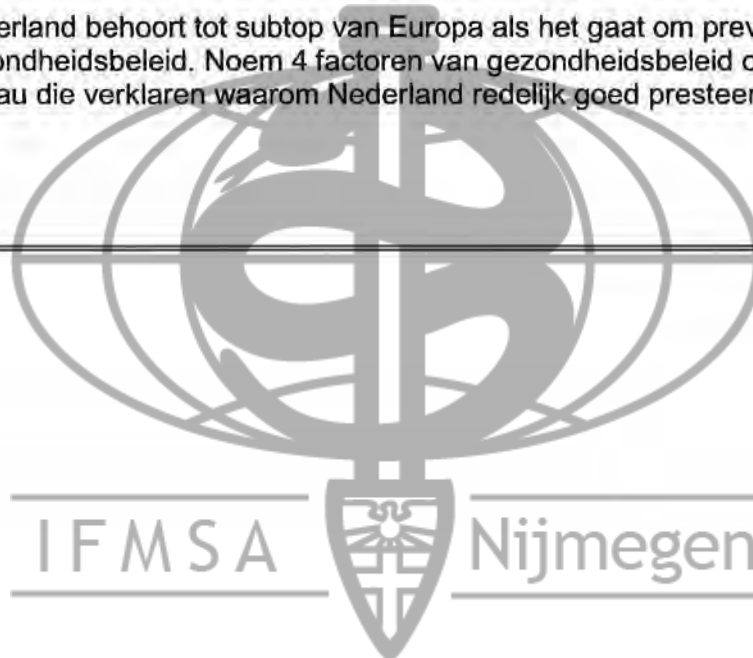 erland behoort tot subtop van Europa als het gaat om prev
ondheidsbeleid. Noem 4 factoren van gezondheidsbeleid o
au die verklaren waarom Nederland redelijk goed presteer
IFMSA
Nijmegen